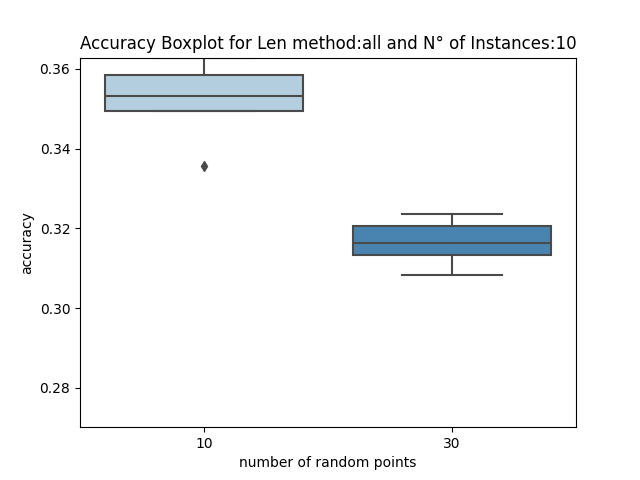 Accuracy Boxplot for Len method:all and N° of Instances:10
0.36
0.34
0.32
0.30
0.28
accuracy
10 30
number of random points